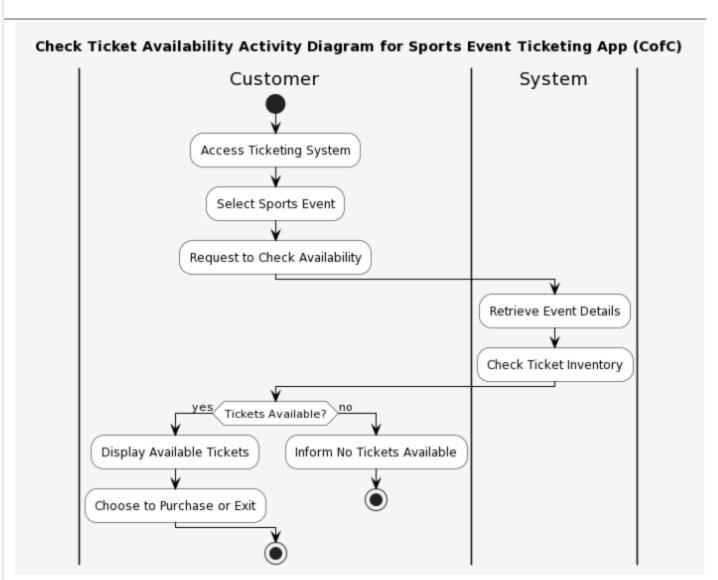 Check Ticket Availability Activity Diagram for Sports Event Ticketing App (CofC)
Customer
System
Access Ticketing System
Select Sports Event
Request to Check Availability
Retrieve Event Details
Check Ticket Inventory
yes
Tickets Available?
no
Display Available Tickets
Inform No Tickets Available
Choose to Purchase or Exit